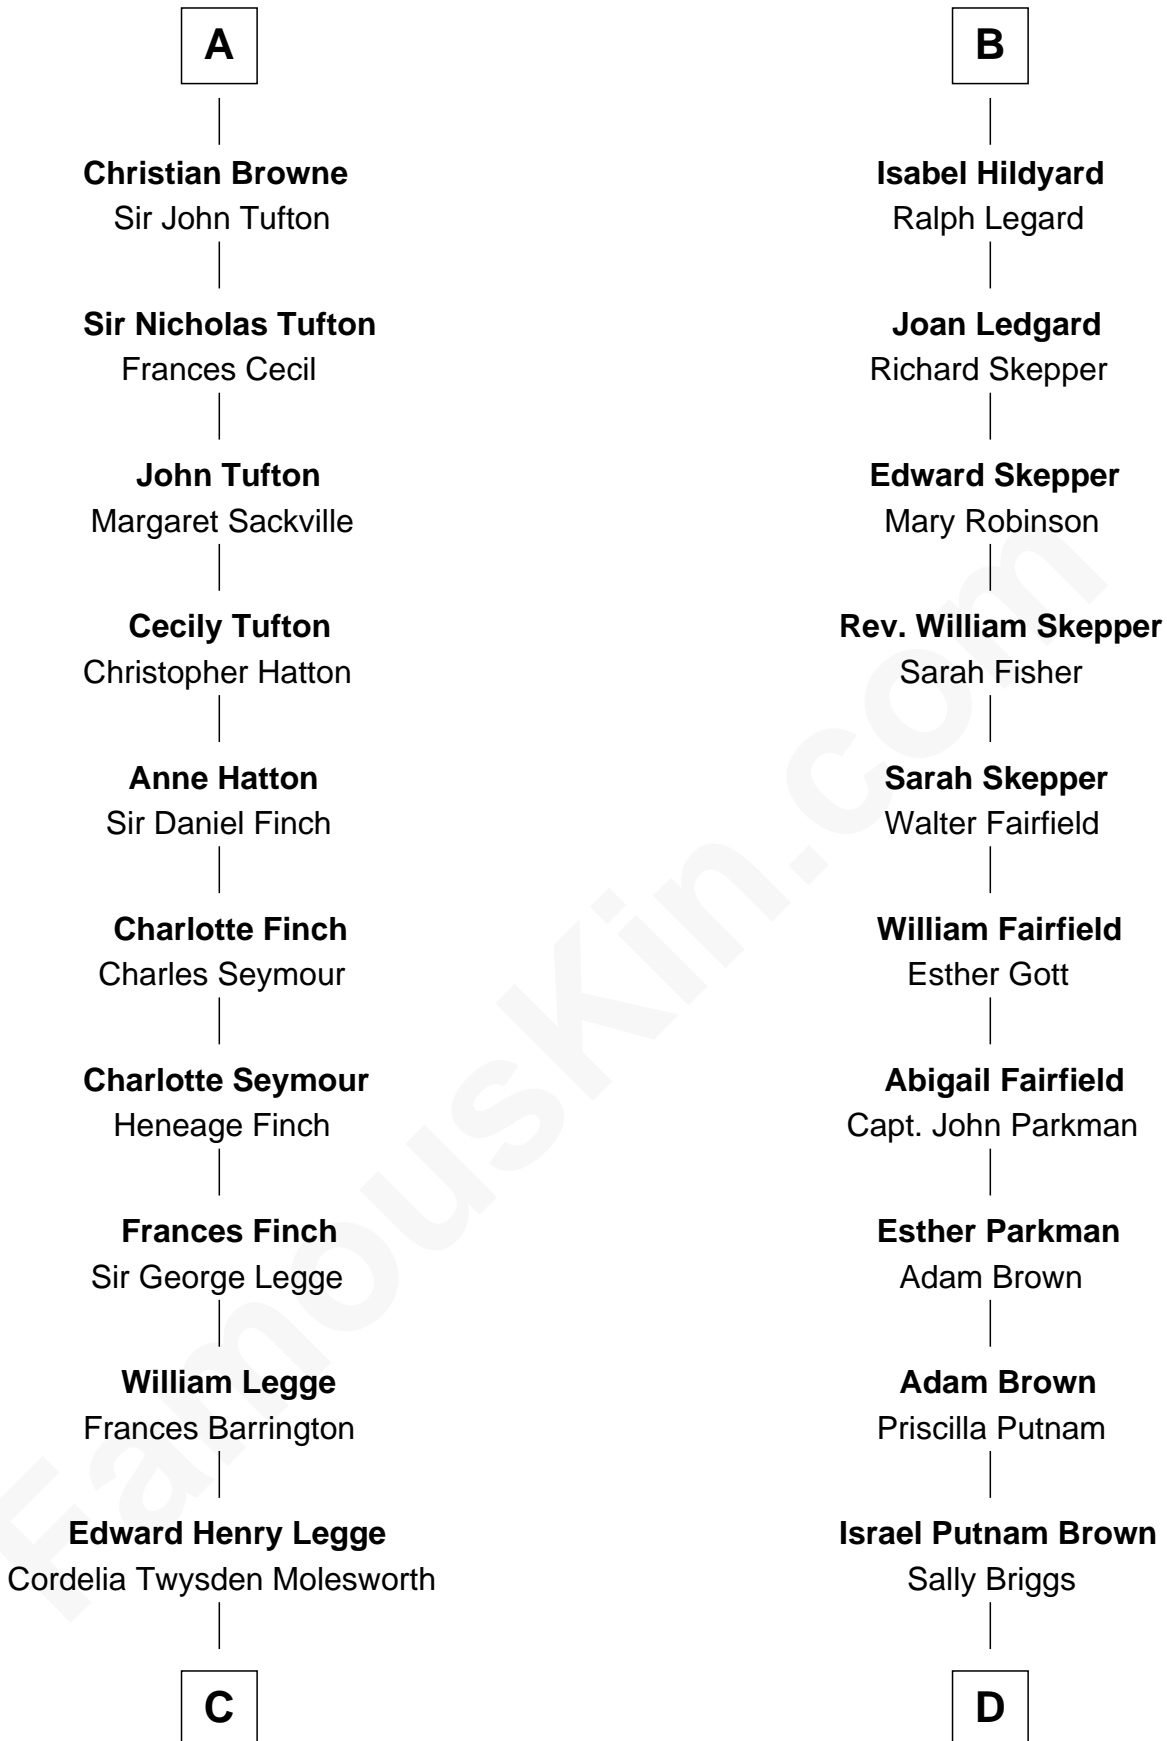 A
Christian Browne
Sir John Tufton
Sir Nicholas Tufton
Frances Cecil
John Tufton
Margaret Sackville
Cecily Tufton
Christopher Hatton
Anne Hatton
Sir Daniel Finch
Charlotte Finch
Charles Seymour
Charlotte Seymour
Heneage Finch
Frances Finch
Sir George Legge
William Legge
Frances Barrington
Edward Henry Legge
Cordelia Twysden Molesworth
C
B
Isabel Hildyard
Ralph Legard
Joan Ledgard
Richard Skepper
Edward Skepper
Mary Robinson
Rev. William Skepper
Sarah Fisher
Sarah Skepper
Walter Fairfield
William Fairfield
Esther Gott
Abigail Fairfield
Capt. John Parkman
Esther Parkman
Adam Brown
Adam Brown
Priscilla Putnam
Israel Putnam Brown
Sally Briggs
D
FamousKin.com